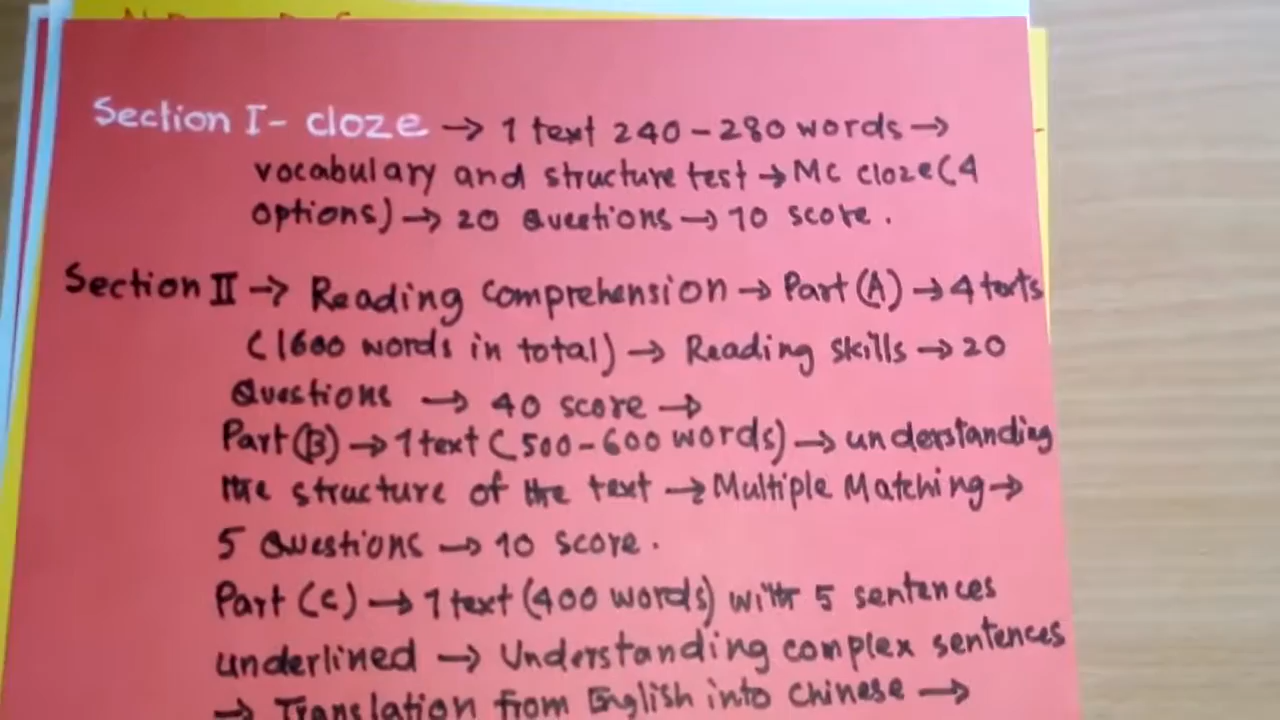 Section I - cloze → 1 text 240-280 words →
vocabulary and structure test → MC cloze (4
options) → 20 Questions → 10 score.
Section II → Reading comprehension → Part (A) → 4 texts
(1600 words in total) → Reading skills → 20
Questions → 40 score →
Part (B) → 1 text (500-600 words) → understanding
the structure of the text → Multiple Matching →
5 Questions → 10 score.
Part (C) → 1 text (400 words) with 5 sentences
underlined → Understanding complex sentences
→ Translation from English into Chinese →